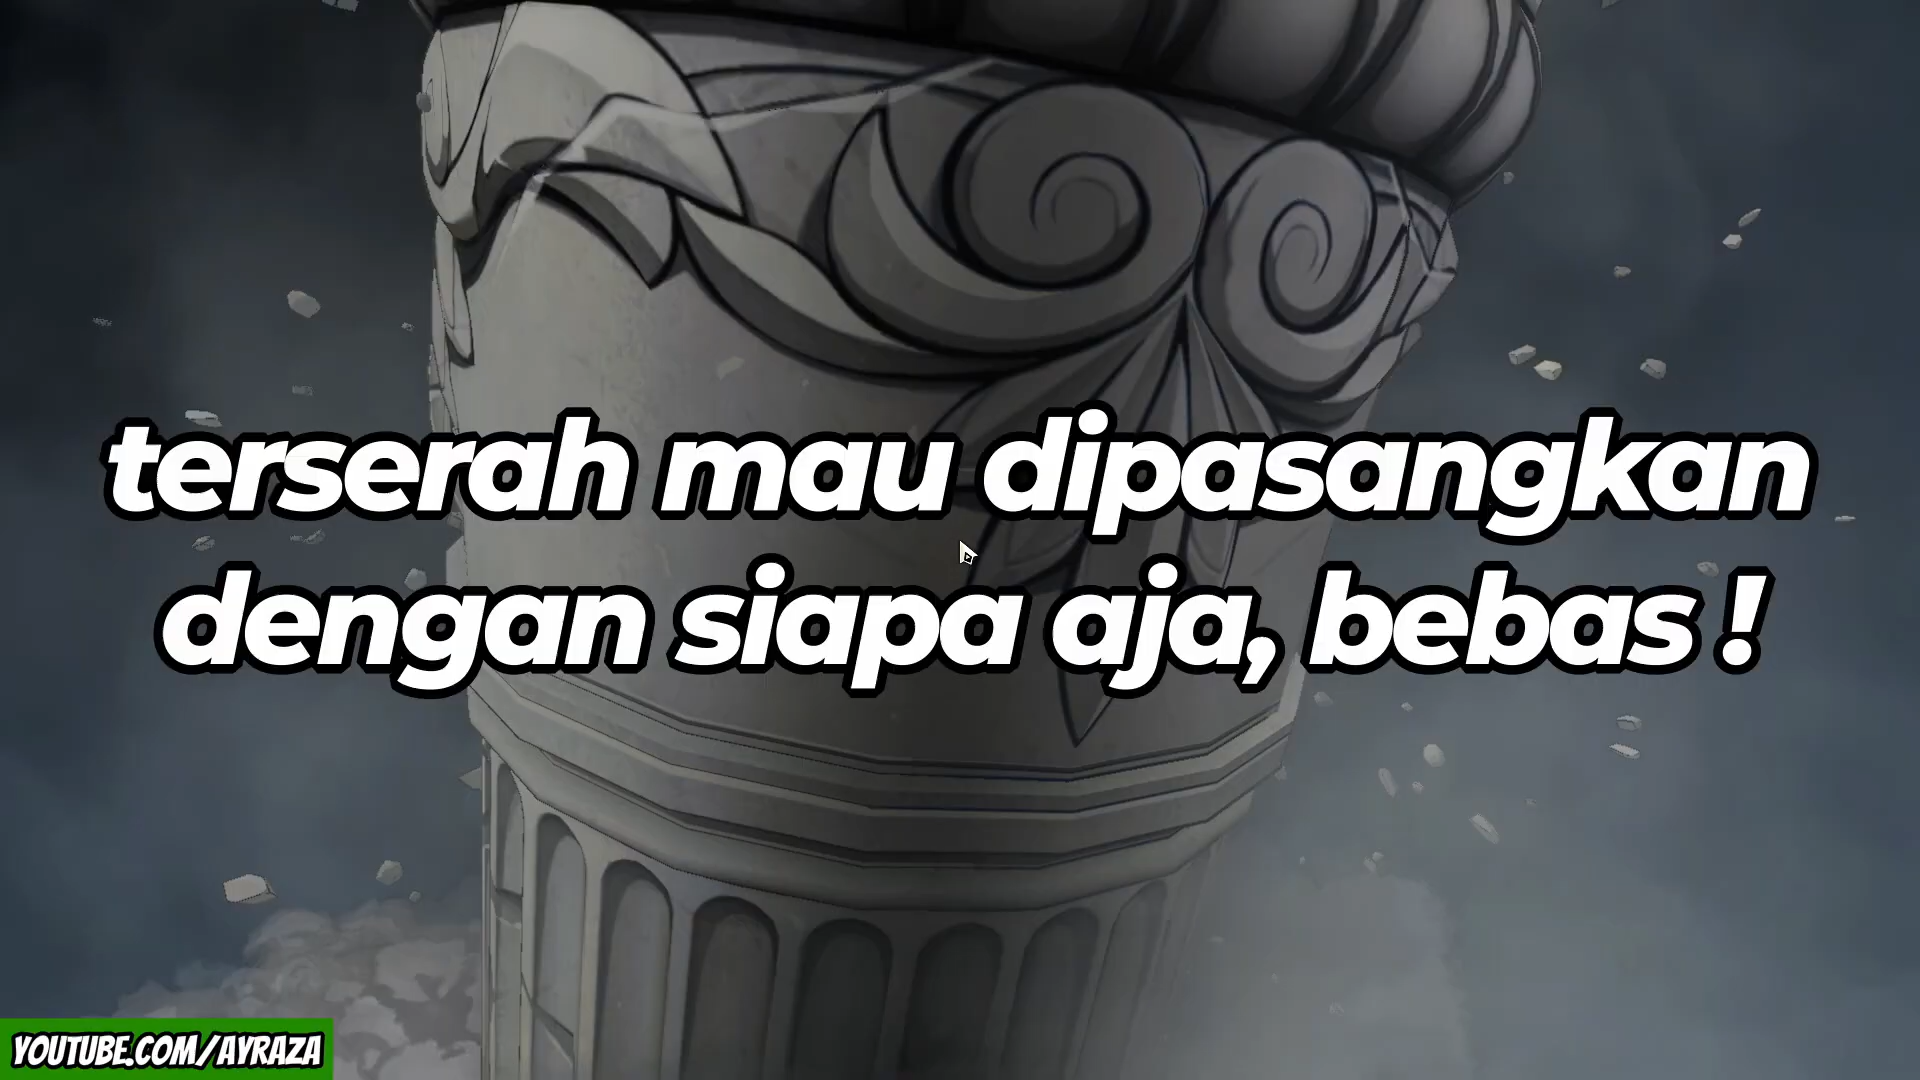 terserah mau dipasangkan
dengan siapa aja, bebas !
YOUTUBE.COM/AYRAZA